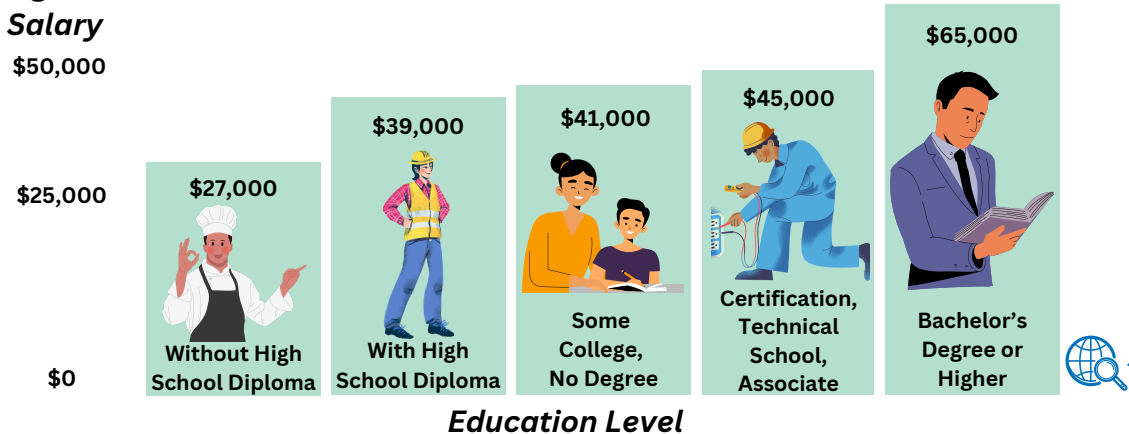 Salary
$50,000
$25,000
$0
$27,000
Without High
School Diploma
$39,000
With High
School Diploma
$41,000
Some
College,
No Degree
$45,000
Certification,
Technical
School,
Associate
$65,000
Bachelor’s
Degree or
Higher
Education Level